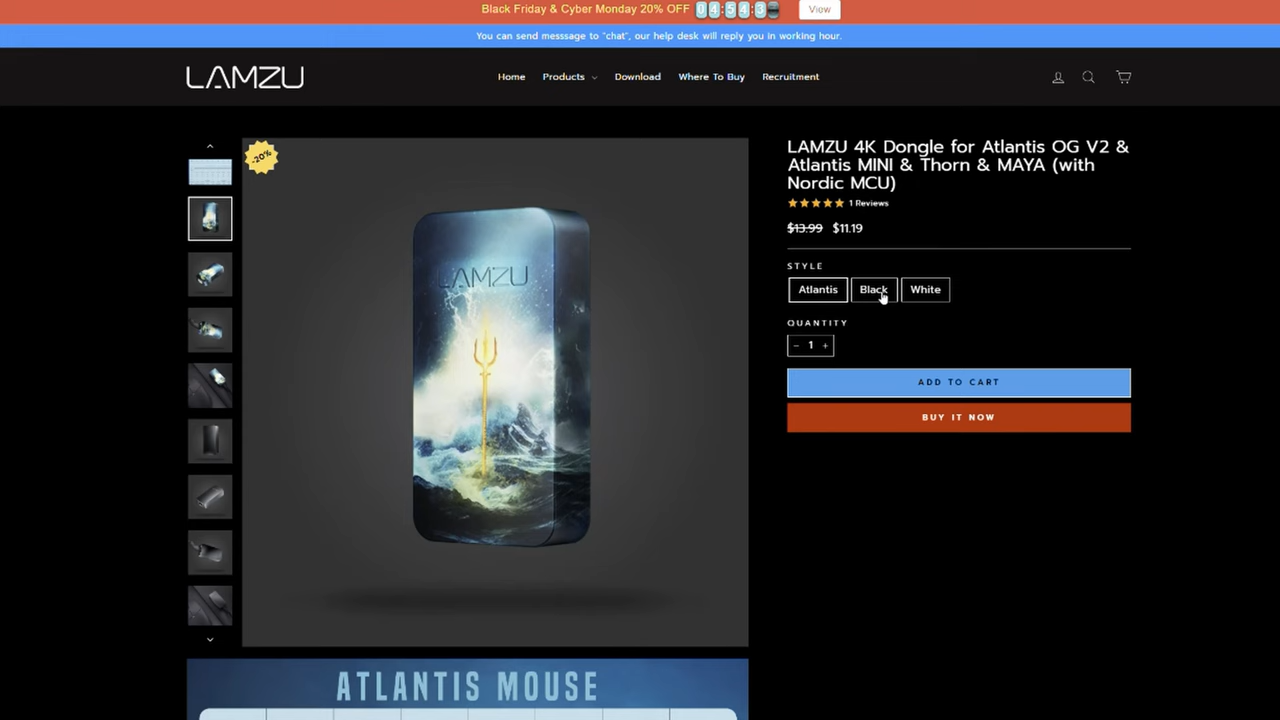 Black Friday & Cyber Monday 20% OFF 04 54 3 View
You can send messsage to "chat", our help desk will reply you in working hour.
LAMZU
Home Products Download Where To Buy Recruitment
-20%
LAMZU
LAMZU 4K Dongle for Atlantis OG V2 &
Atlantis MINI & Thorn & MAYA (with
Nordic MCU)
1 Reviews
$13.99 $11.19
STYLE
Atlantis Black White
QUANTITY
− 1 +
ADD TO CART
BUY IT NOW
ATLANTIS MOUSE